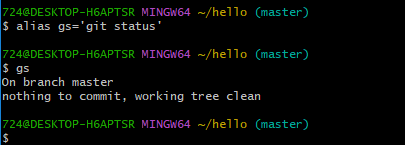 724@DESKTOP-H6APTSR MINGW64 ~/hello (master)
$ alias gs='git status'
724@DESKTOP-H6APTSR MINGW64 ~/hello (master)
$ gs
On branch master
nothing to commit, working tree clean
724@DESKTOP-H6APTSR MINGW64 ~/hello (master)
$